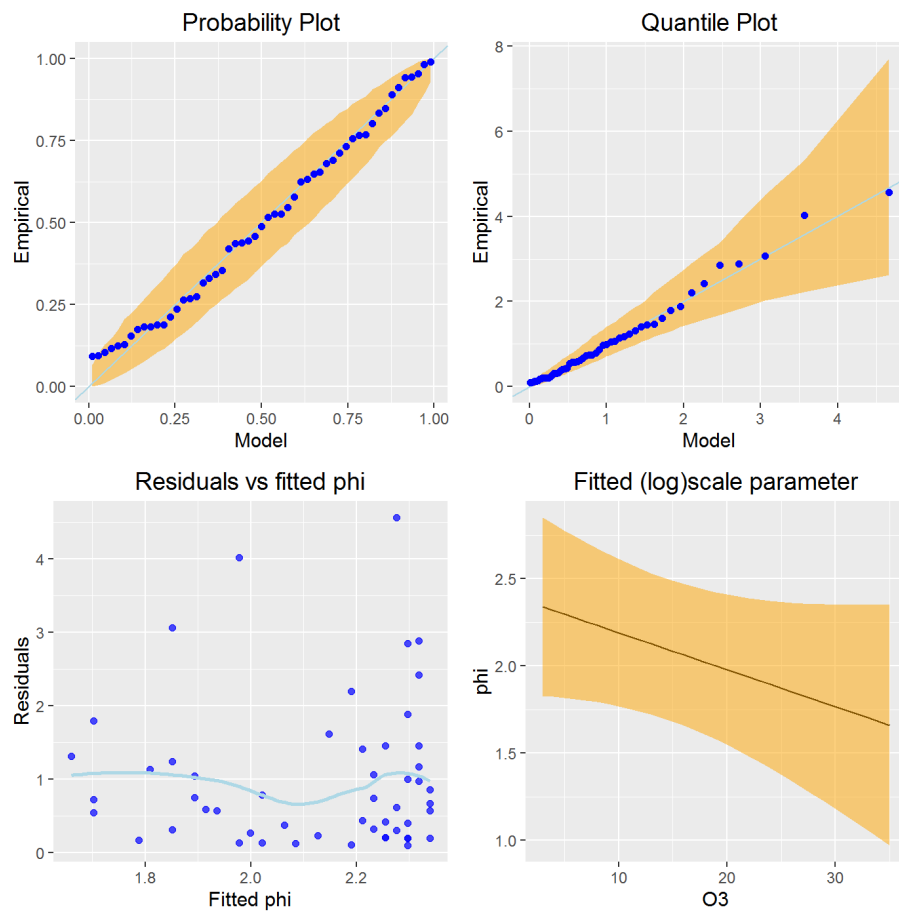 Probability Plot
1.00
0.75
0.50
0.25
0.00
Empirical
0.00 0.25 0.50 0.75 1.00
Model
Quantile Plot
8
6
4
2
0
Empirical
0 1 2 3 4
Model
Residuals vs fitted phi
4
3
2
1
0
Residuals
1.8 2.0 2.2
Fitted phi
Fitted (log)scale parameter
2.5
2.0
1.5
1.0
phi
10 20 30
O3